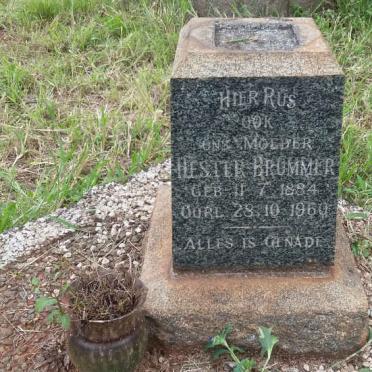 HIER RUS
OOK
ONS MOEDER
HESTER BRUMMER
GEB. 11.7.1884
OORL. 28.10.1960
ALLES IS GENADE